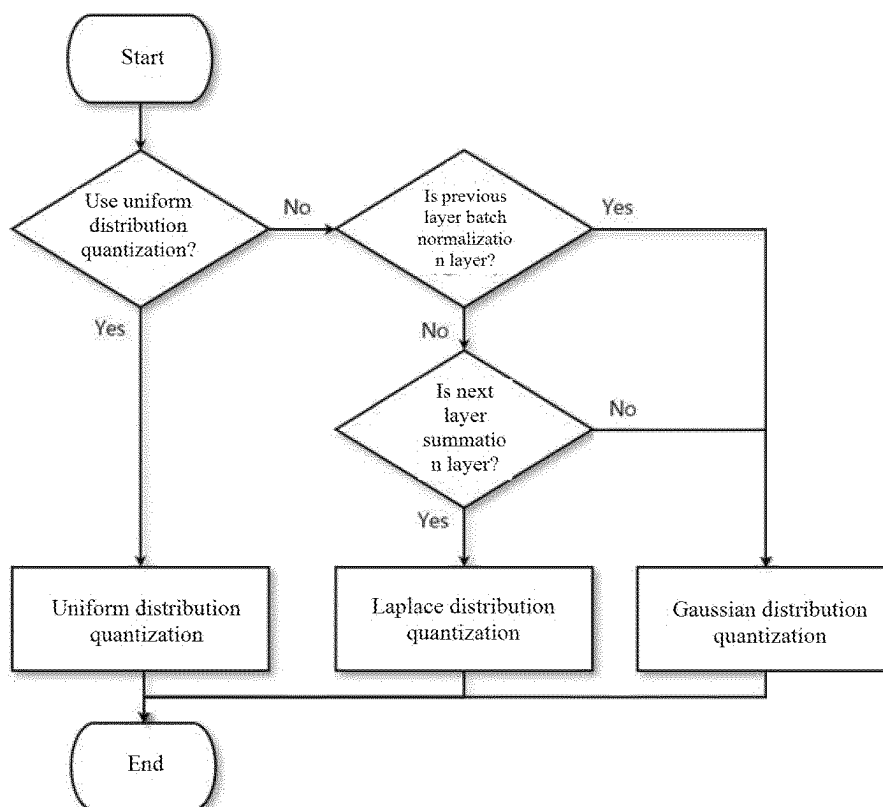 Start
Use uniform
distribution
quantization?
No
Is previous
layer batch
normalizatio
n layer?
Yes
Yes
No
Is next
layer
summatio
n layer?
No
Yes
Uniform distribution
quantization
Laplace distribution
quantization
Gaussian distribution
quantization
End